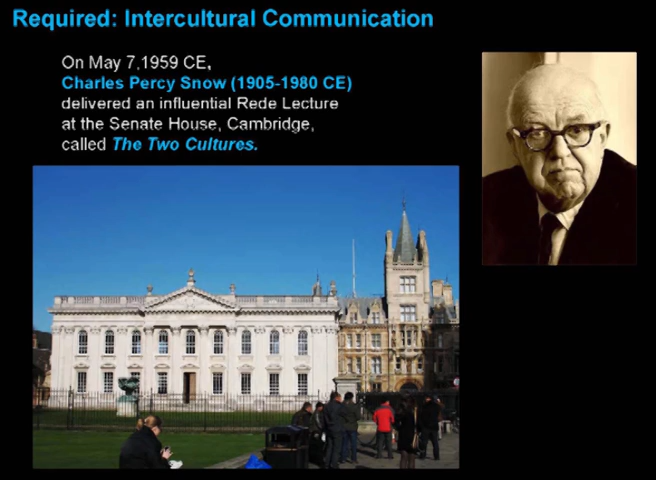 Required: Intercultural Communication
On May 7,1959 CE,
Charles Percy Snow (1905-1980 CE)
delivered an influential Rede Lecture
at the Senate House, Cambridge,
called The Two Cultures.